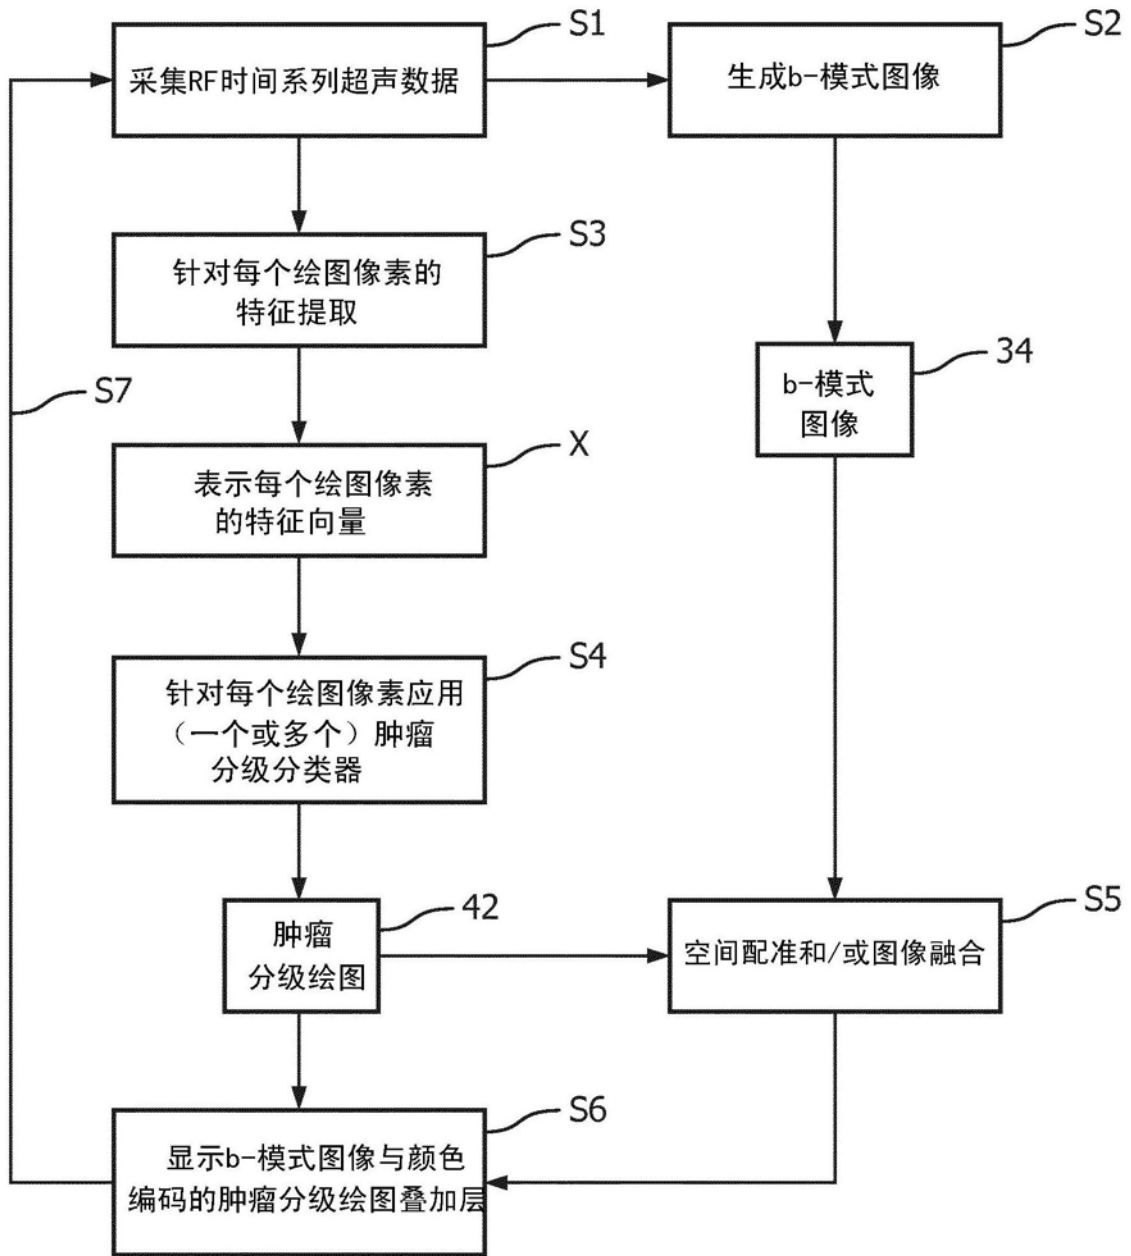 S1
采集RF时间系列超声数据
S2
生成b-模式图像
S3
针对每个绘图像素的
特征提取
34
b-模式
图像
S7
X
表示每个绘图像素
的特征向量
S4
针对每个绘图像素应用
（一个或多个）肿瘤
分级分类器
42
肿瘤
分级绘图
S5
空间配准和/或图像融合
S6
显示b-模式图像与颜色
编码的肿瘤分级绘图叠加层